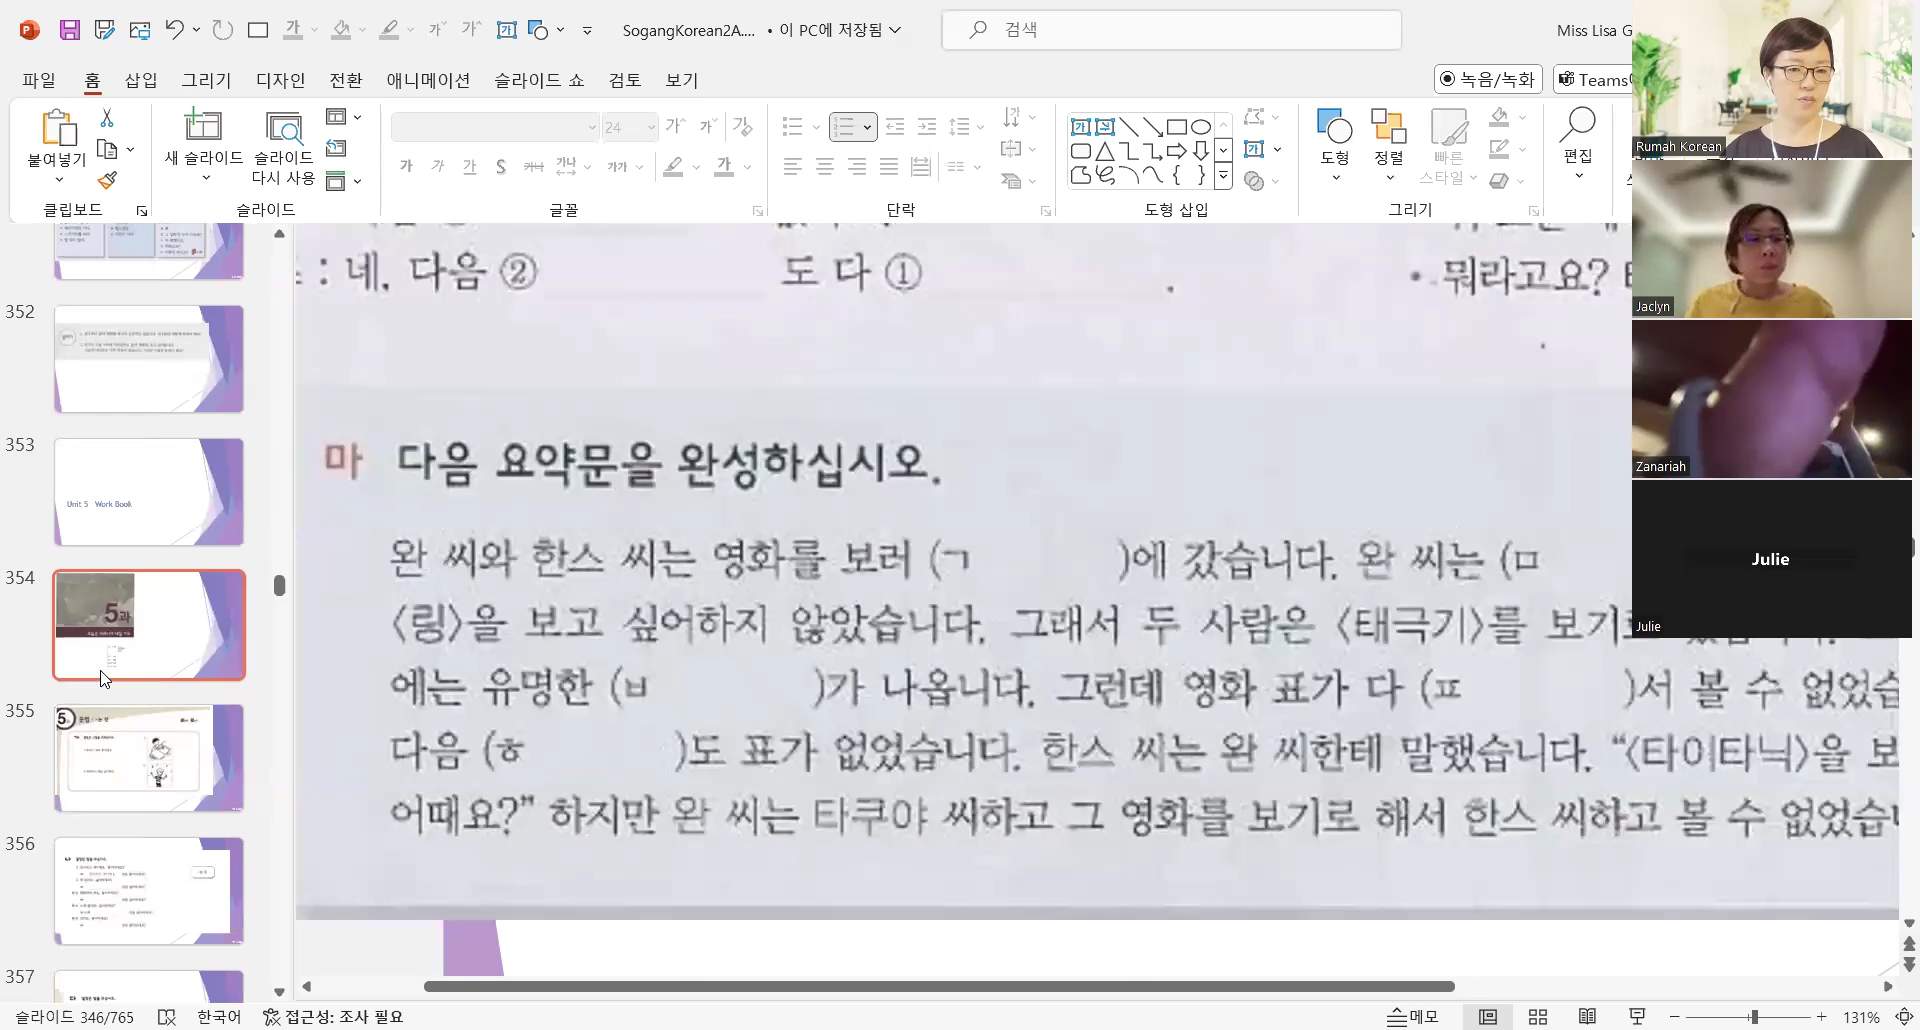 SogangKorean2A.... • 이 PC에 저장됨
검색
Miss Lisa G
파일 홈 삽입 그리기 디자인 전환 애니메이션 슬라이드 쇼 검토 보기
녹음/녹화
Teams
붙여넣기
새 슬라이드
슬라이드 다시 사용
24
도형
정렬
빠른 스타일
편집
클립보드
슬라이드
글꼴
단락
도형 삽입
그리기
352
353
Unit 5 Work Book
354
5과
355
356
357
: 네, 다음 ② 도 다 ① .
• 뭐라고요?
마 다음 요약문을 완성하십시오.
완 씨와 한스 씨는 영화를 보러 (ㄱ )에 갔습니다. 완 씨는 (ㅁ
〈링〉을 보고 싶어하지 않았습니다. 그래서 두 사람은 〈태극기〉를 보기
에는 유명한 (ㅂ )가 나옵니다. 그런데 영화 표가 다 (ㅍ )서 볼 수 없었습
다음 (ㅎ )도 표가 없었습니다. 한스 씨는 완 씨한테 말했습니다. “〈타이타닉〉을 보
어때요?” 하지만 완 씨는 타쿠야 씨하고 그 영화를 보기로 해서 한스 씨하고 볼 수 없었습니
Rumah Korean
Jaclyn
Zanariah
Julie
Julie
슬라이드 346/765
한국어
접근성: 조사 필요
메모
131%